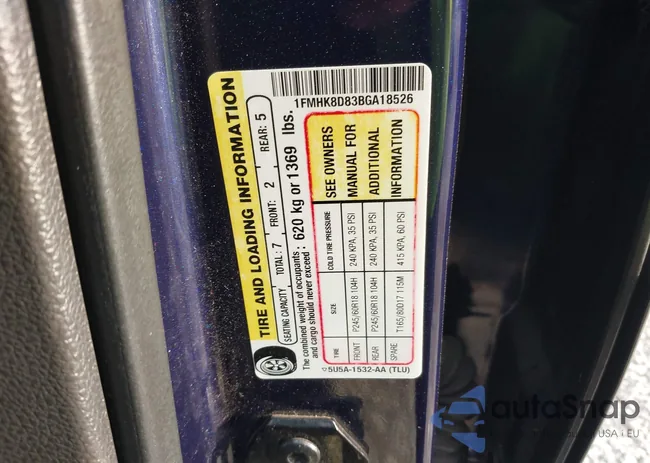 1FMHK8D83BGA18526
TIRE AND LOADING INFORMATION
SEATING CAPACITY TOTAL: 7 FRONT: 2 REAR: 5
The combined weight of occupants and cargo should never exceed: 620 kg or 1369 lbs.
TIRE SIZE COLD TIRE PRESSURE
FRONT P245/60R18 104H 240 KPA, 35 PSI
REAR P245/60R18 104H 240 KPA, 35 PSI
SPARE T165/80D17 115M 415 KPA, 60 PSI
SEE OWNERS
MANUAL FOR
ADDITIONAL
INFORMATION
5U5A-1532-AA (TLU)
autoSnap
USA • EU